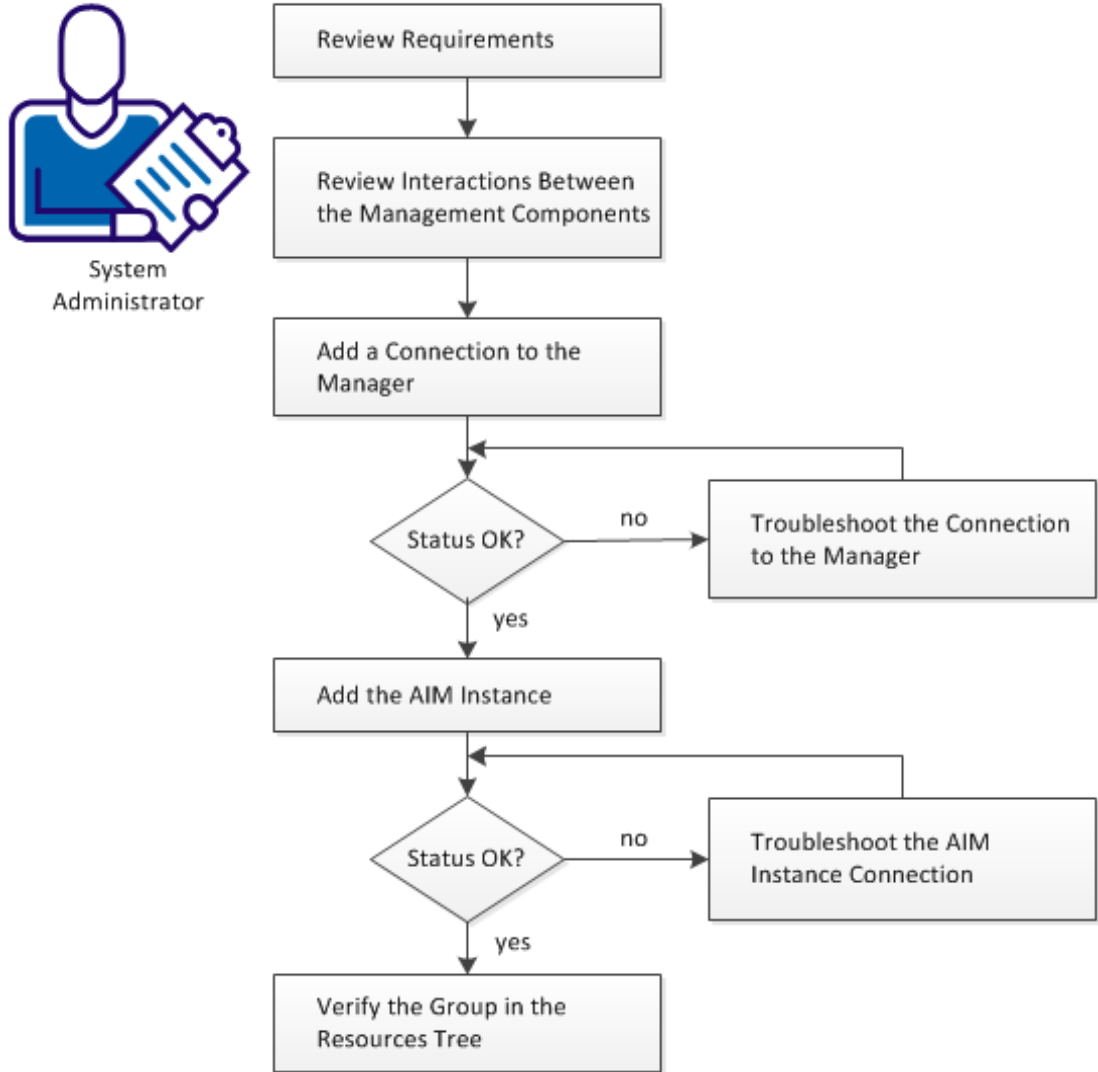 Review Requirements
Review Interactions Between
the Management Components
System
Administrator
Add a Connection to the
Manager
Status OK?
no
Troubleshoot the Connection
to the Manager
yes
Add the AIM Instance
Status OK?
no
Troubleshoot the AIM
Instance Connection
yes
Verify the Group in the
Resources Tree